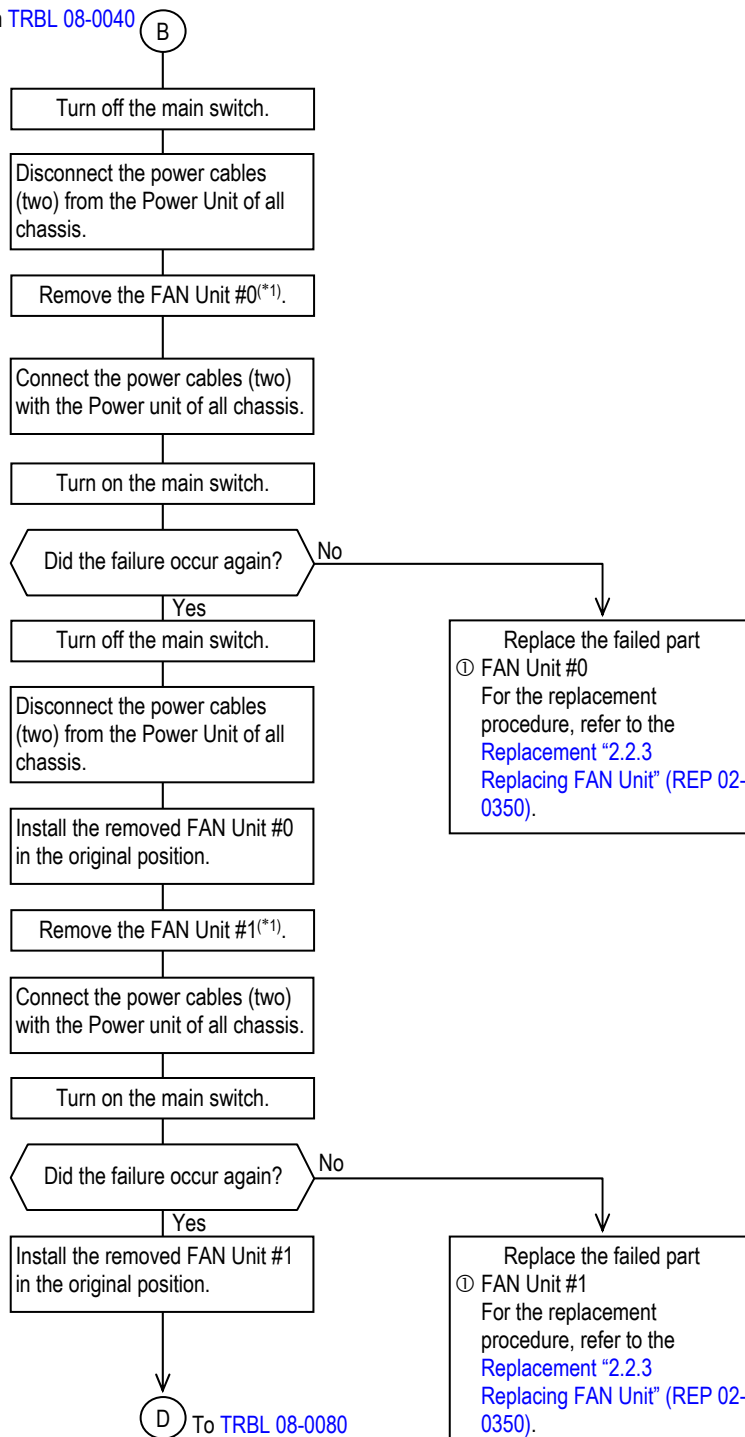 TRBL 08-0040
B
Turn off the main switch.
Disconnect the power cables
(two) from the Power Unit of all
chassis.
Remove the FAN Unit #0(*1).
Connect the power cables (two)
with the Power unit of all chassis.
Turn on the main switch.
Did the failure occur again?
No
Yes
Replace the failed part
① FAN Unit #0
For the replacement
procedure, refer to the
Replacement “2.2.3
Replacing FAN Unit” (REP 02-
0350).
Turn off the main switch.
Disconnect the power cables
(two) from the Power Unit of all
chassis.
Install the removed FAN Unit #0
in the original position.
Remove the FAN Unit #1(*1).
Connect the power cables (two)
with the Power unit of all chassis.
Turn on the main switch.
Did the failure occur again?
No
Yes
Replace the failed part
① FAN Unit #1
For the replacement
procedure, refer to the
Replacement “2.2.3
Replacing FAN Unit” (REP 02-
0350).
Install the removed FAN Unit #1
in the original position.
D
To TRBL 08-0080